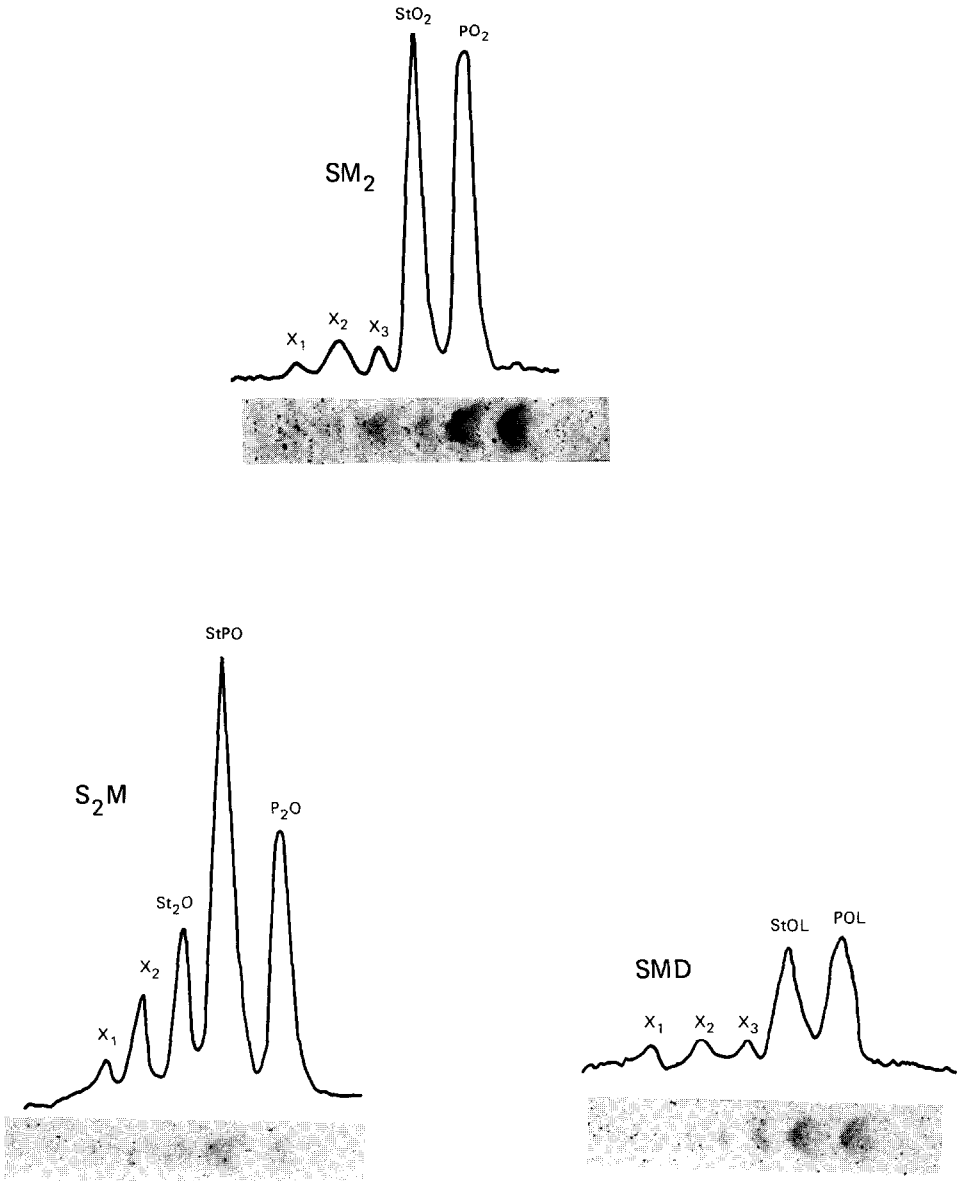 StO₂
PO₂
SM₂
X₁
X₂
X₃
StPO
S₂M
P₂O
St₂O
X₂
X₁
StOL
POL
SMD
X₁
X₂
X₃